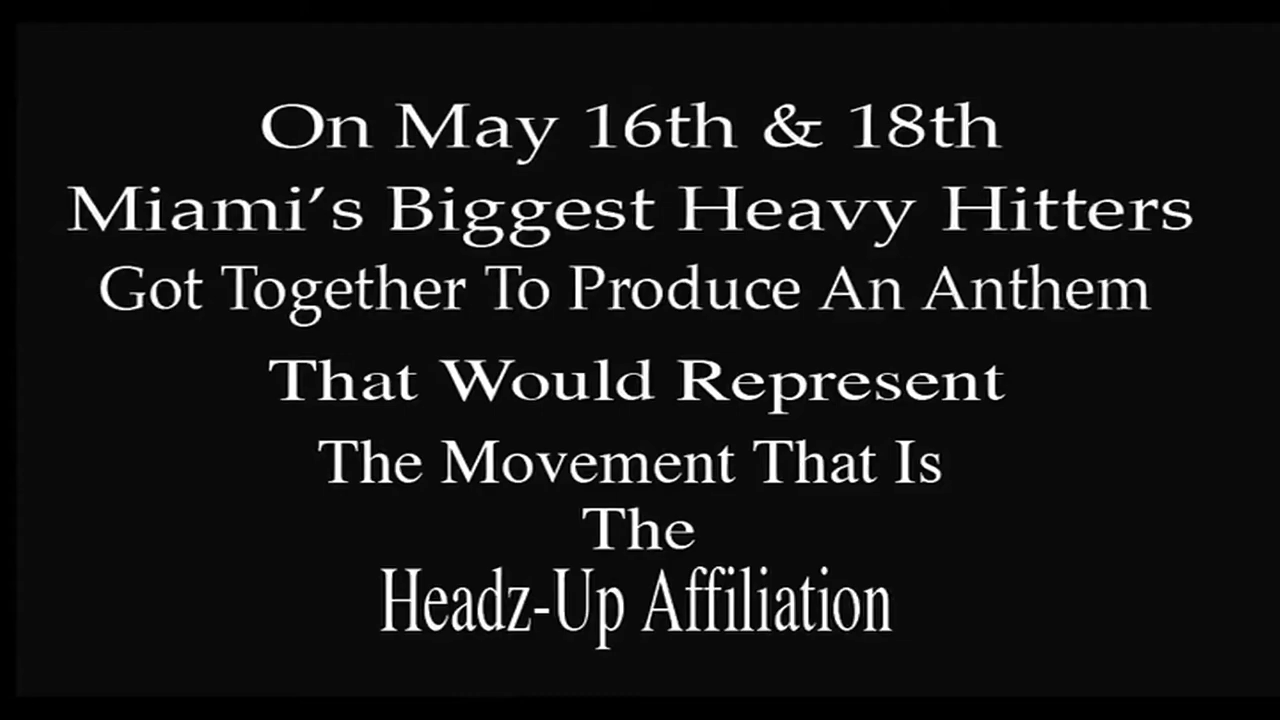 On May 16th & 18th
Miami's Biggest Heavy Hitters
Got Together To Produce An Anthem
That Would Represent
The Movement That Is
The
Headz-Up Affiliation